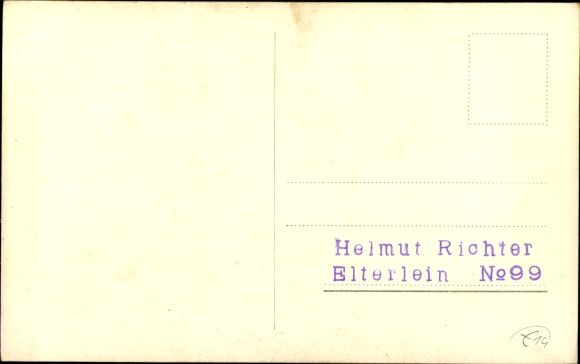 Helmut Richter
Elterlein No99